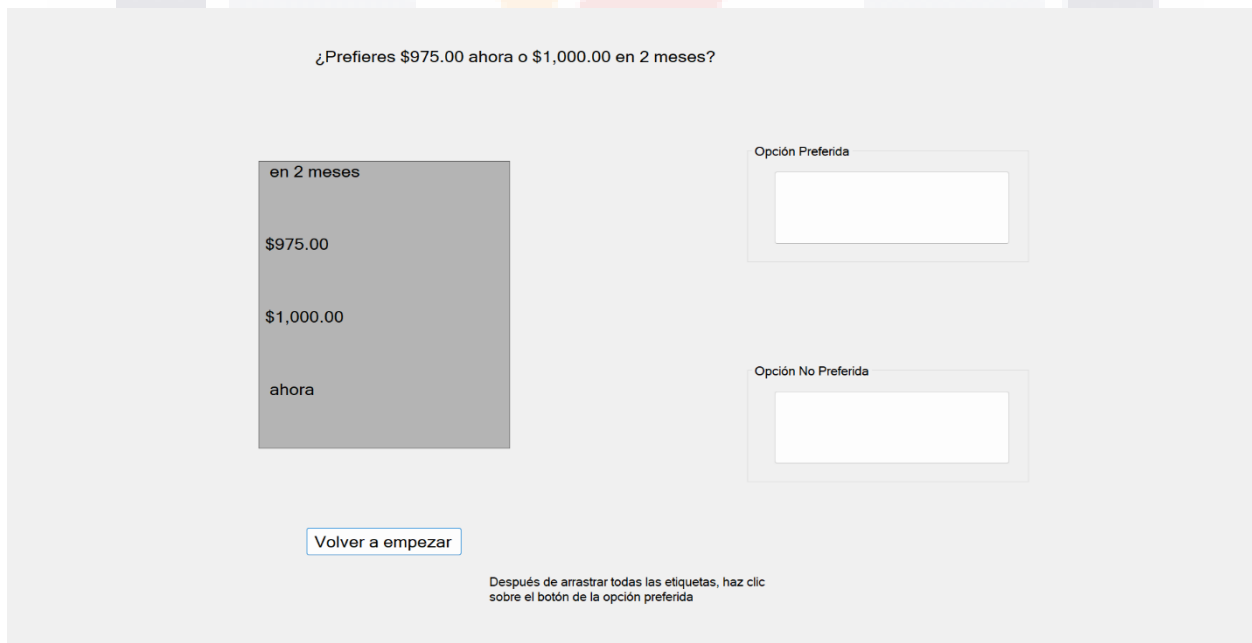 ¿Prefieres $975.00 ahora o $1,000.00 en 2 meses?
Opción Preferida
en 2 meses
$975.00
$1,000.00
Opción No Preferida
ahora
Volver a empezar
Después de arrastrar todas las etiquetas, haz clic
sobre el botón de la opción preferida